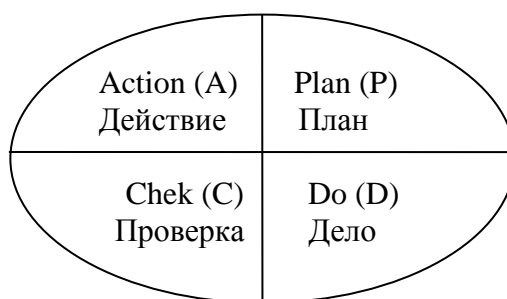 Action (A)
Действие
Plan (P)
План
Chek (C)
Проверка
Do (D)
Дело